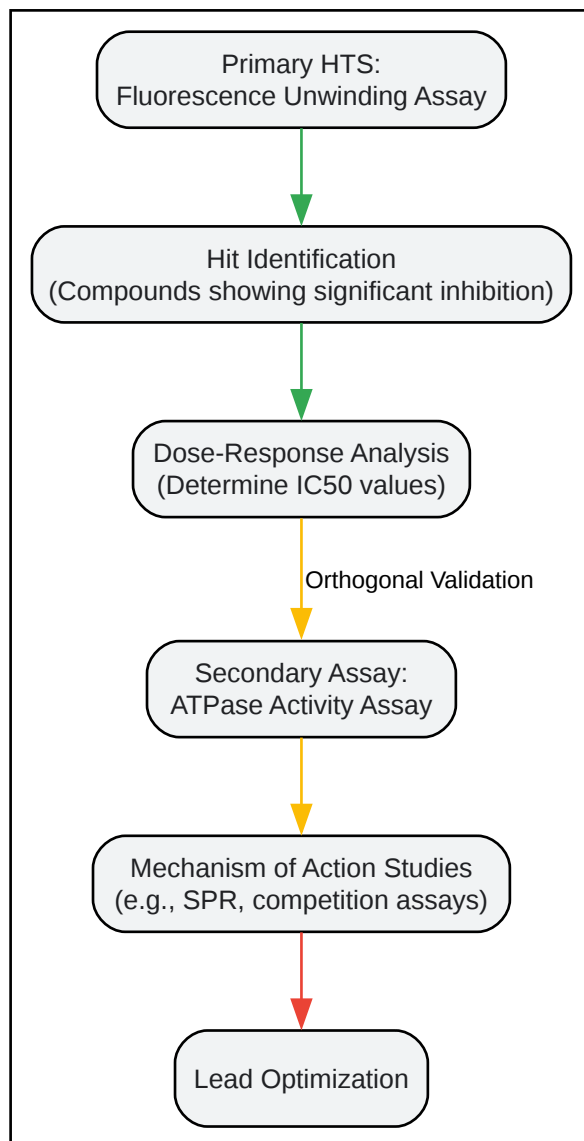 Primary HTS:
Fluorescence Unwinding Assay
Hit Identification
(Compounds showing significant inhibition)
Dose-Response Analysis
(Determine IC50 values)
Orthogonal Validation
Secondary Assay:
ATPase Activity Assay
Mechanism of Action Studies
(e.g., SPR, competition assays)
Lead Optimization